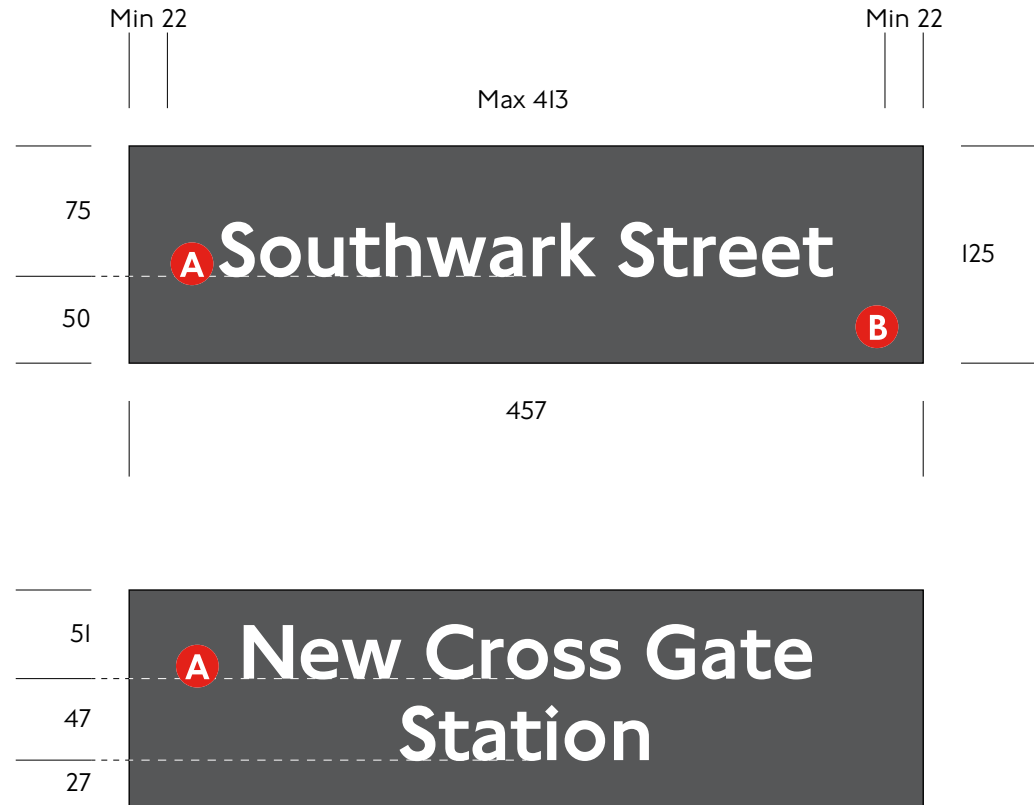 Min 22
Min 22
Max 413
75
A Southwark Street
125
50
B
457
51
A New Cross Gate
47
Station
27